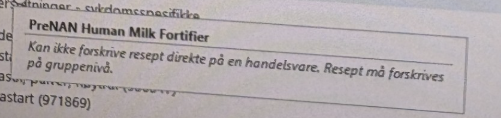 sykdomsspesifikke
PreNAN Human Milk Fortifier
Kan ikke forskrive resept direkte på en handelsvare. Resept må forskrives
på gruppenivå.
astart (971869)